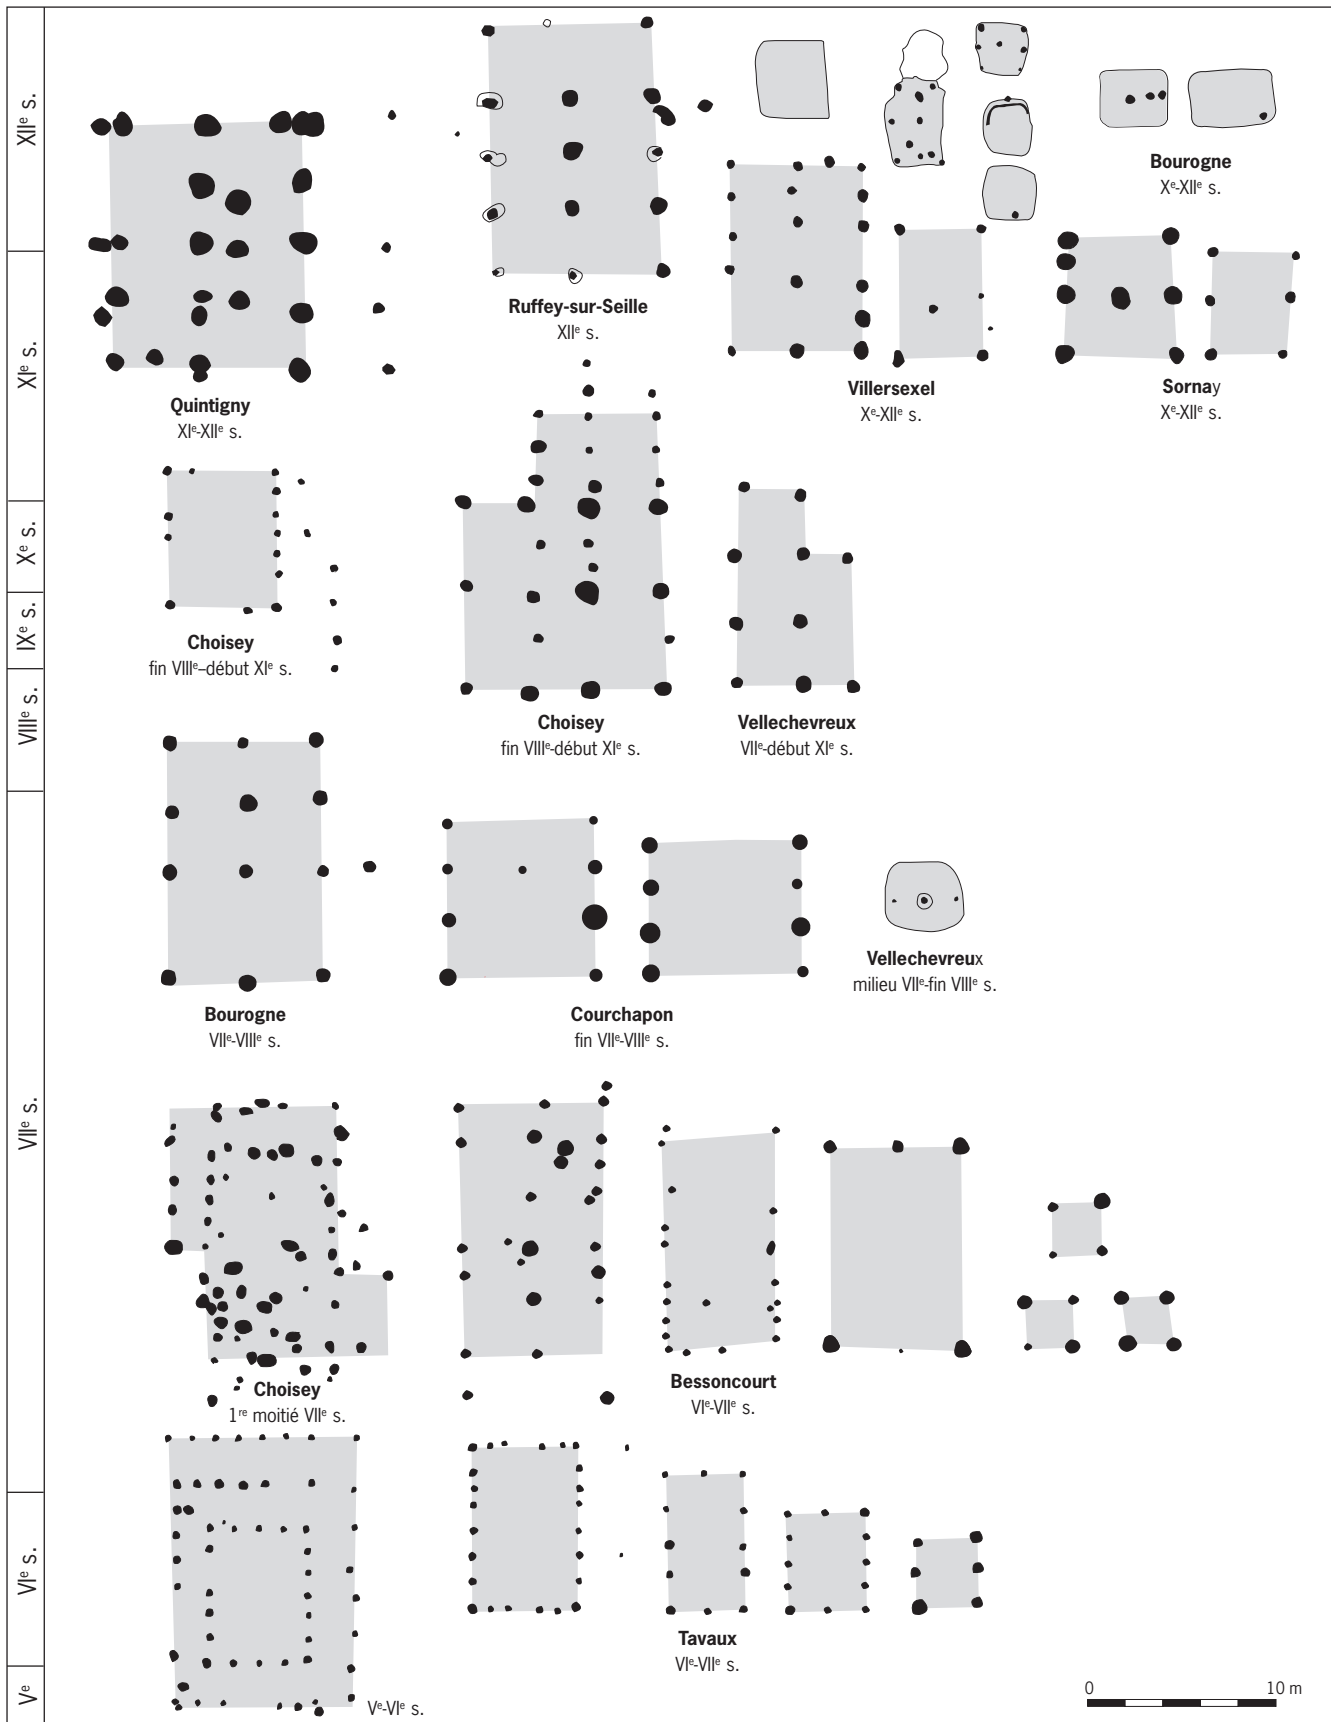 XIIᵉ s.
XIᵉ s.
Xᵉ s.
IXᵉ s.
VIIIᵉ s.
VIIᵉ s.
VIᵉ s.
Vᵉ
Quintigny
XIᵉ-XIIᵉ s.
Ruffey-sur-Seille
XIIᵉ s.
Villersexel
Xᵉ-XIIᵉ s.
Bourogne
Xᵉ-XIIᵉ s.
Sornay
Xᵉ-XIIᵉ s.
Choisey
fin VIIIᵉ–début XIᵉ s.
Choisey
fin VIIIᵉ-début XIᵉ s.
Vellechevreux
VIIᵉ-début XIᵉ s.
Bourogne
VIIᵉ-VIIIᵉ s.
Courchapon
fin VIIᵉ-VIIIᵉ s.
Vellechevreux
milieu VIIᵉ-fin VIIIᵉ s.
Choisey
1ʳᵉ moitié VIIᵉ s.
Bessoncourt
VIᵉ-VIIᵉ s.
Tavaux
VIᵉ-VIIᵉ s.
Vᵉ-VIᵉ s.
0 10 m